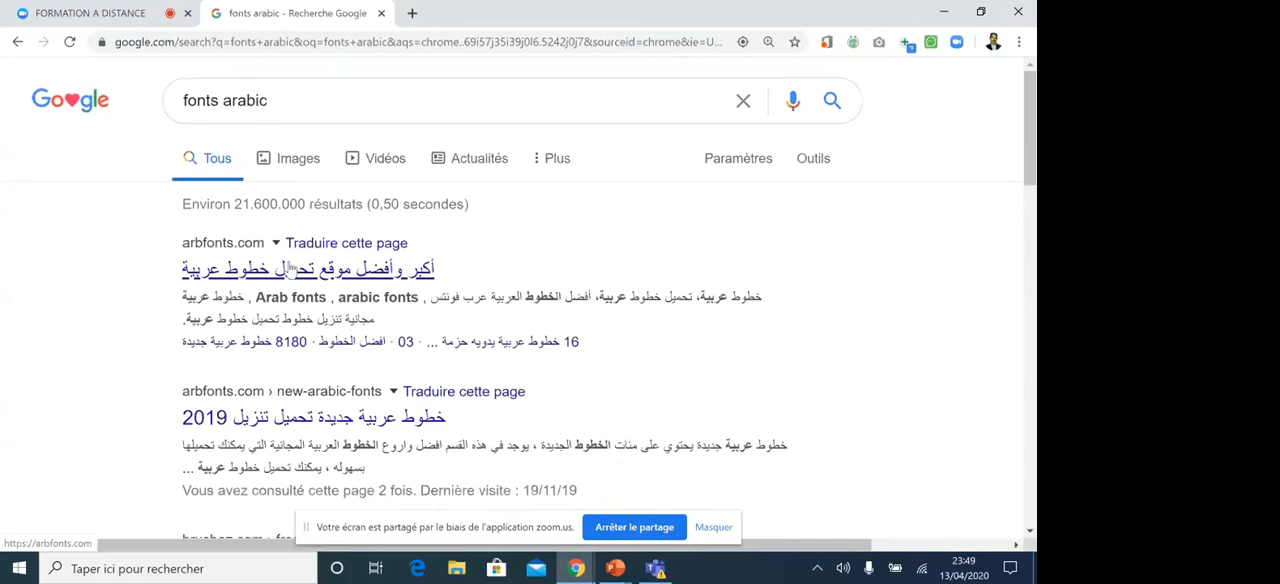 FORMATION A DISTANCE
fonts arabic - Recherche Google
google.com/search?q=fonts+arabic&oq=fonts+arabic&aqs=chrome..69i57j35i39j0l6.5242j0j7&sourceid=chrome&ie=U...
Google
fonts arabic
Tous Images Vidéos Actualités Plus Paramètres Outils
Environ 21.600.000 résultats (0,50 secondes)
arbfonts.com Traduire cette page
أكبر وأفضل موقع تحميل خطوط عربية
خطوط عربية، تحميل خطوط عربية، أفضل الخطوط العربية عرب فونتس , Arab fonts , arabic fonts , خطوط عربية
مجانية تنزيل خطوط تحميل خطوط عربية.
16 خطوط عربية يدويه حزمة ... · 03 افضل الخطوط · 8180 خطوط عربية جديدة
arbfonts.com › new-arabic-fonts Traduire cette page
خطوط عربية جديدة تحميل تنزيل 2019
خطوط عربية جديدة يحتوي على مئات الخطوط الجديدة ، يوجد في هذه القسم افضل واروع الخطوط العربية المجانية التي يمكنك تحميلها
بسهوله ، يمكنك تحميل خطوط عربية ...
Vous avez consulté cette page 2 fois. Dernière visite : 19/11/19
Votre écran est partagé par le biais de l'application zoom.us. Arrêter le partage Masquer
https://arbfonts.com
Taper ici pour rechercher
23:49
13/04/2020